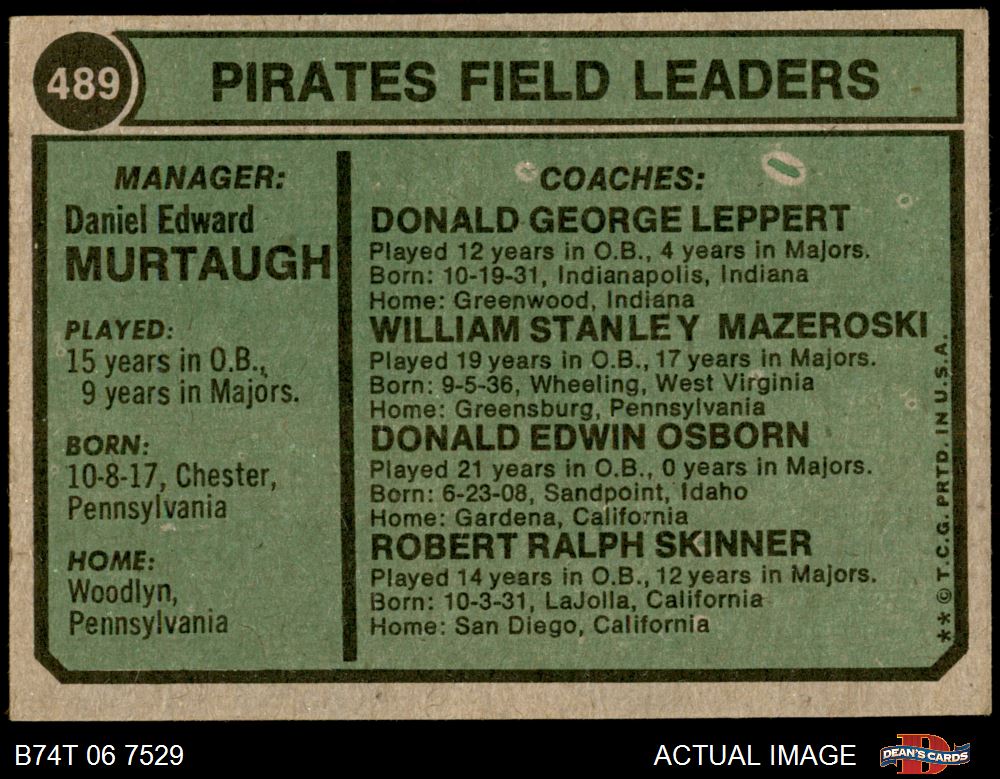 489
PIRATES FIELD LEADERS
MANAGER:
Daniel Edward
MURTAUGH
PLAYED:
15 years in O.B.,
9 years in Majors.
BORN:
10-8-17, Chester,
Pennsylvania
HOME:
Woodlyn,
Pennsylvania
COACHES:
DONALD GEORGE LEPPERT
Played 12 years in O.B., 4 years in Majors.
Born: 10-19-31, Indianapolis, Indiana
Home: Greenwood, Indiana
WILLIAM STANLEY MAZEROSKI
Played 19 years in O.B., 17 years in Majors.
Born: 9-5-36, Wheeling, West Virginia
Home: Greensburg, Pennsylvania
DONALD EDWIN OSBORN
Played 21 years in O.B., 0 years in Majors.
Born: 6-23-08, Sandpoint, Idaho
Home: Gardena, California
ROBERT RALPH SKINNER
Played 14 years in O.B., 12 years in Majors.
Born: 10-3-31, LaJolla, California
Home: San Diego, California
** © T.C.G. PRTD. IN U.S.A.
B74T 06 7529
ACTUAL IMAGE
D
DEAN'S CARDS